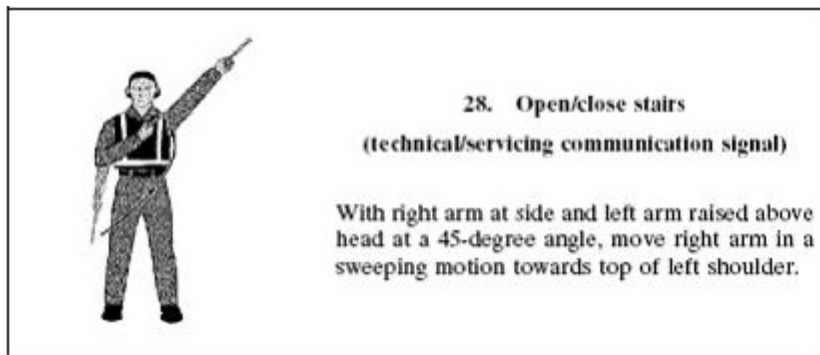 28. Open/close stairs
(technical/servicing communication signal)
With right arm at side and left arm raised above
head at a 45-degree angle, move right arm in a
sweeping motion towards top of left shoulder.